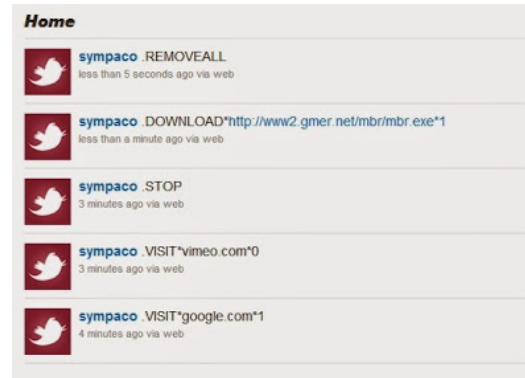 Home
sympaco .REMOVEALL
less than 5 seconds ago via web
sympaco .DOWNLOAD*http://www2.gmer.net/mbr/mbr.exe*1
less than a minute ago via web
sympaco .STOP
3 minutes ago via web
sympaco .VISIT*vimeo.com*0
3 minutes ago via web
sympaco .VISIT*google.com*1
4 minutes ago via web